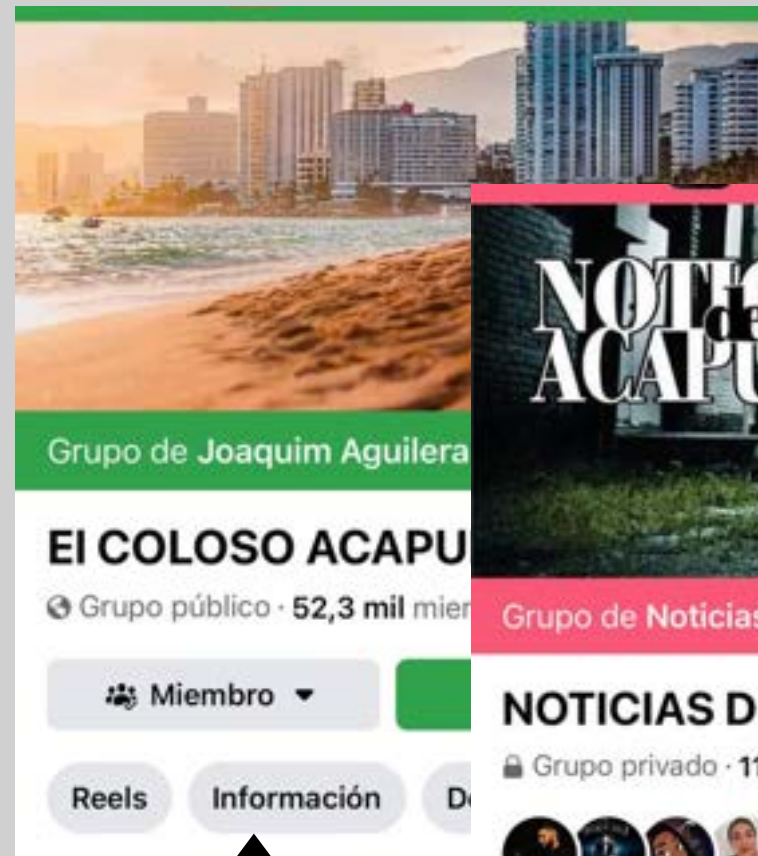 Grupo de Joaquim Aguilera
El COLOSO ACAPU
Grupo público · 52,3 mil mier
Miembro
Reels
Información
D
NOTIC
de
ACAPU
Grupo de Noticias
NOTICIAS D
Grupo privado · 11